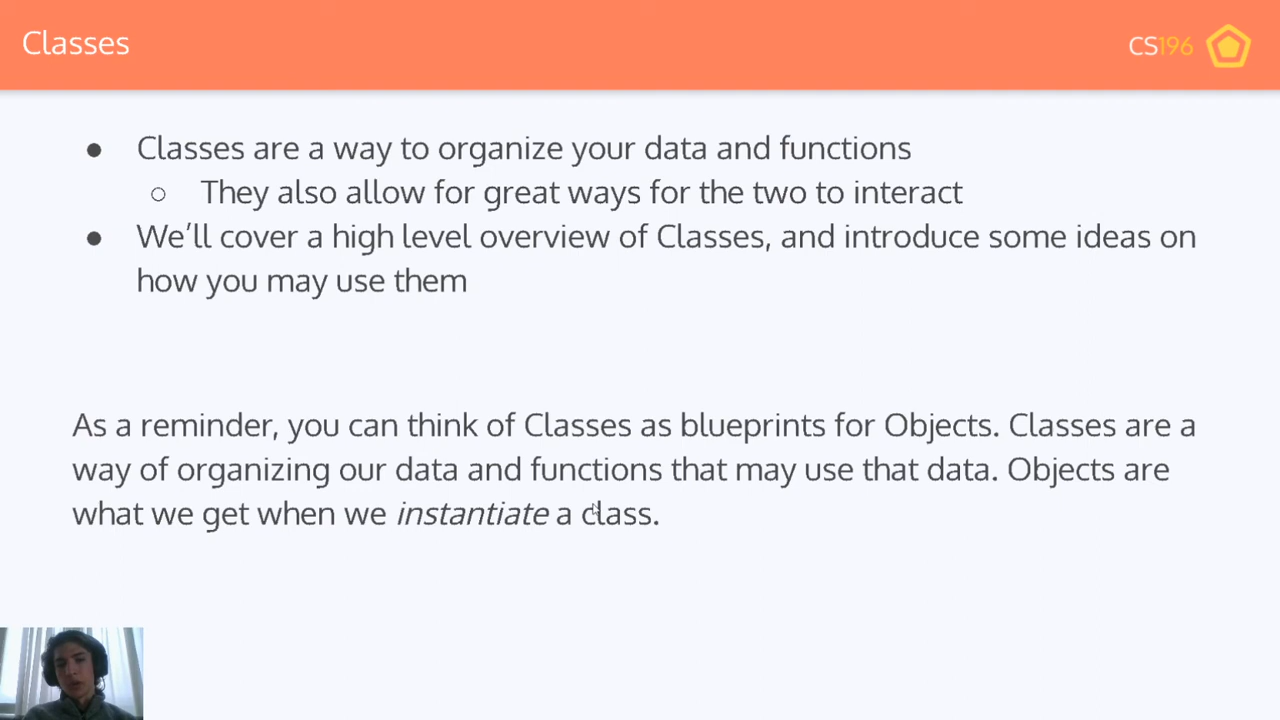 Classes
CS196
● Classes are a way to organize your data and functions
○ They also allow for great ways for the two to interact
● We’ll cover a high level overview of Classes, and introduce some ideas on
how you may use them
As a reminder, you can think of Classes as blueprints for Objects. Classes are a
way of organizing our data and functions that may use that data. Objects are
what we get when we instantiate a class.